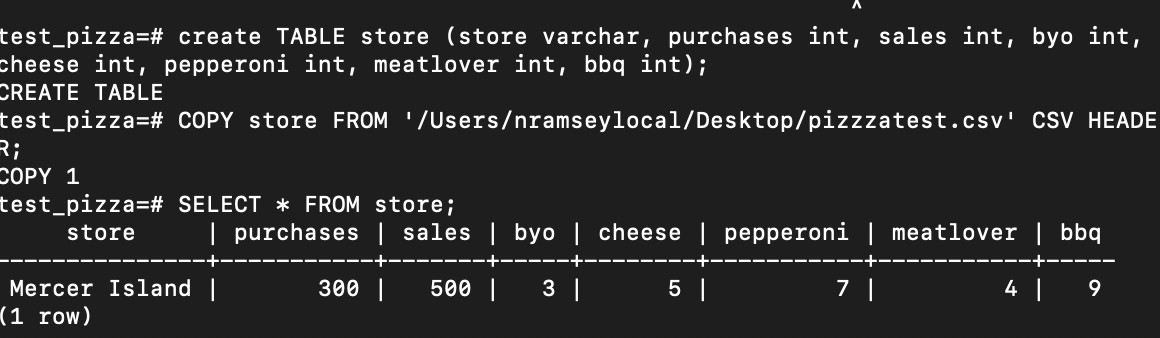 ^
test_pizza=# create TABLE store (store varchar, purchases int, sales int, byo int,
cheese int, pepperoni int, meatlover int, bbq int);
CREATE TABLE
test_pizza=# COPY store FROM '/Users/nramseylocal/Desktop/pizzzatest.csv' CSV HEADE
R;
COPY 1
test_pizza=# SELECT * FROM store;
     store     | purchases | sales | byo | cheese | pepperoni | meatlover | bbq
---------------+-----------+-------+-----+--------+-----------+-----------+-----
 Mercer Island |       300 |   500 |   3 |      5 |         7 |         4 |   9
(1 row)